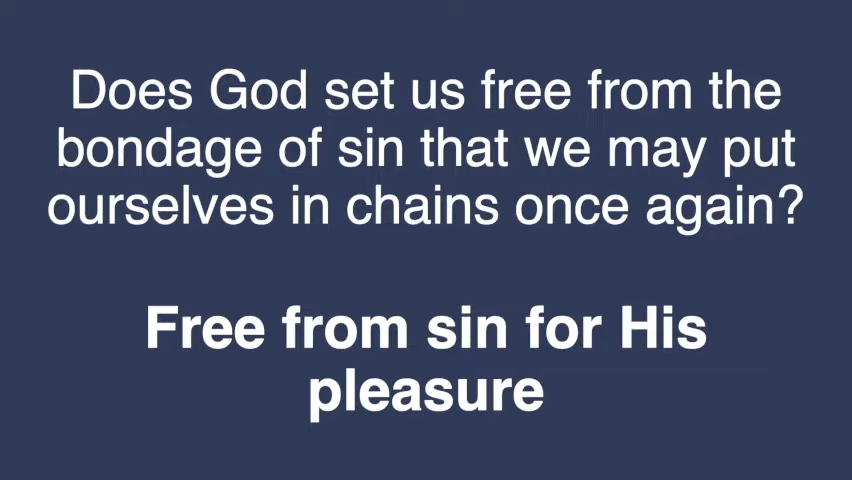 Does God set us free from the
bondage of sin that we may put
ourselves in chains once again?
Free from sin for His
pleasure